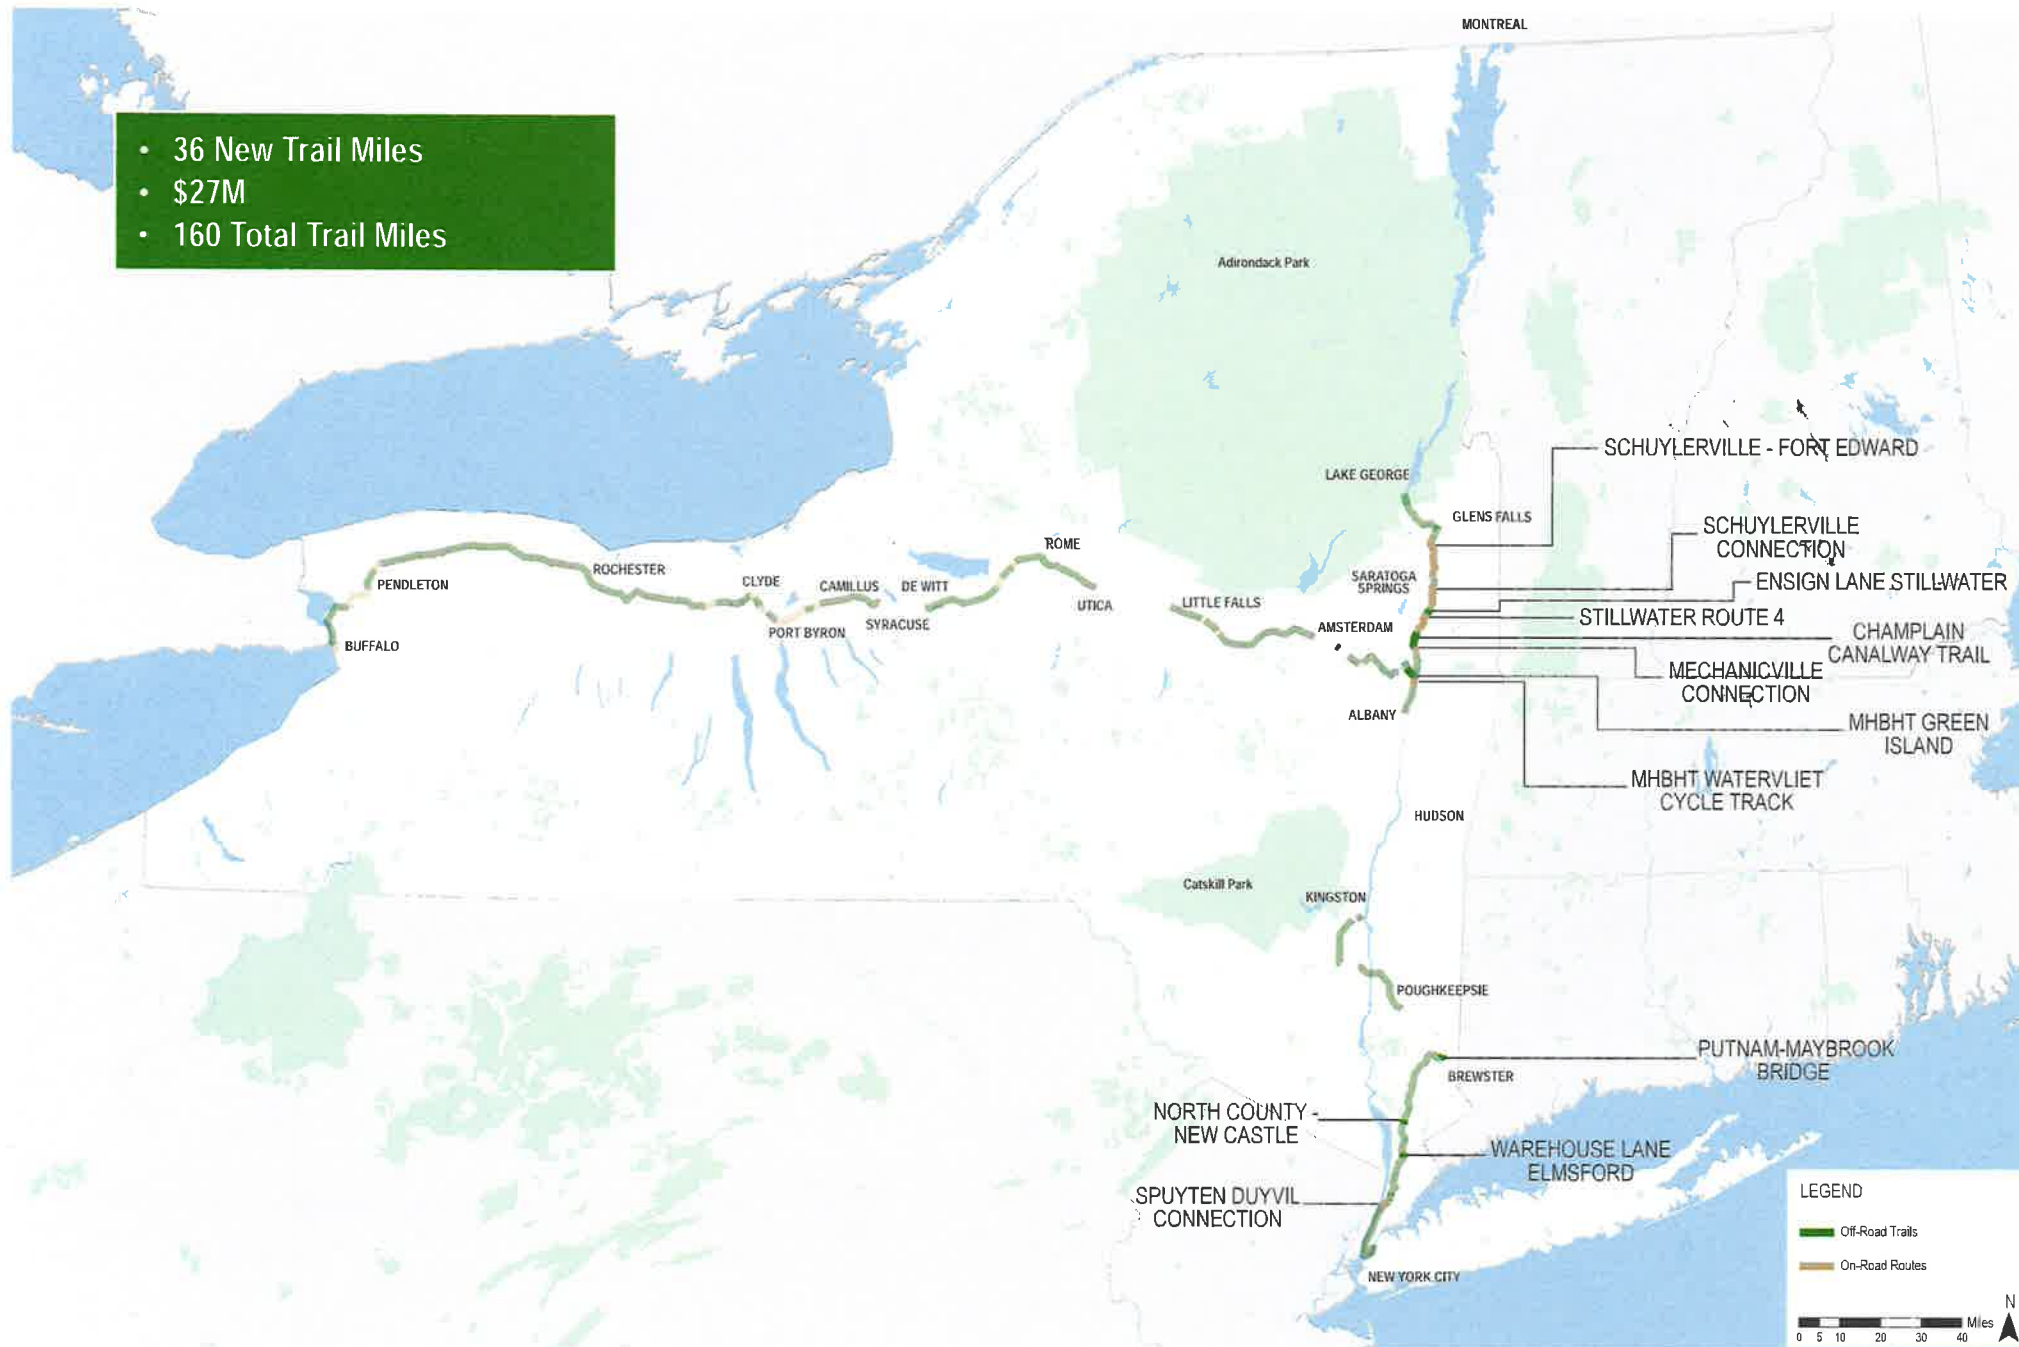 MONTREAL
• 36 New Trail Miles
• $27M
• 160 Total Trail Miles
Adirondack Park
SCHUYLERVILLE - FORT EDWARD
LAKE GEORGE
GLENS FALLS
SCHUYLERVILLE
CONNECTION
ROME
ROCHESTER
PENDLETON
CLYDE
CAMILLUS
DE WITT
SARATOGA
SPRINGS
ENSIGN LANE STILLWATER
UTICA
LITTLE FALLS
STILLWATER ROUTE 4
PORT BYRON
SYRACUSE
AMSTERDAM
CHAMPLAIN
CANALWAY TRAIL
BUFFALO
MECHANICVILLE
CONNECTION
ALBANY
MHBHT GREEN
ISLAND
MHBHT WATERVLIET
CYCLE TRACK
HUDSON
Catskill Park
KINGSTON
POUGHKEEPSIE
PUTNAM-MAYBROOK
BRIDGE
BREWSTER
NORTH COUNTY -
NEW CASTLE
WAREHOUSE LANE
ELMSFORD
SPUYTEN DUYVIL
CONNECTION
NEW YORK CITY
LEGEND
Off-Road Trails
On-Road Routes
N
Miles
0 5 10 20 30 40